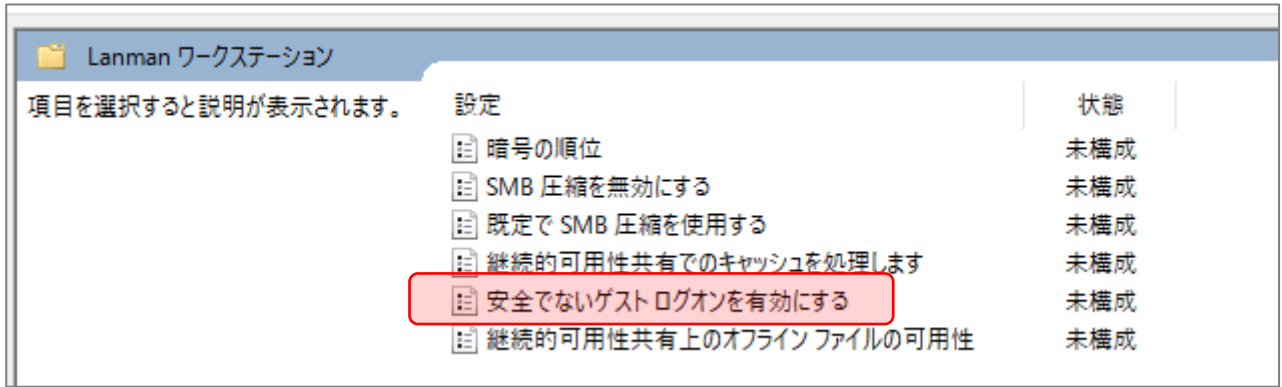 Lanman ワークステーション
項目を選択すると説明が表示されます。
設定 状態
暗号の順位 未構成
SMB 圧縮を無効にする 未構成
既定で SMB 圧縮を使用する 未構成
継続的可用性共有でのキャッシュを処理します 未構成
安全でないゲスト ログオンを有効にする 未構成
継続的可用性共有上のオフライン ファイルの可用性 未構成